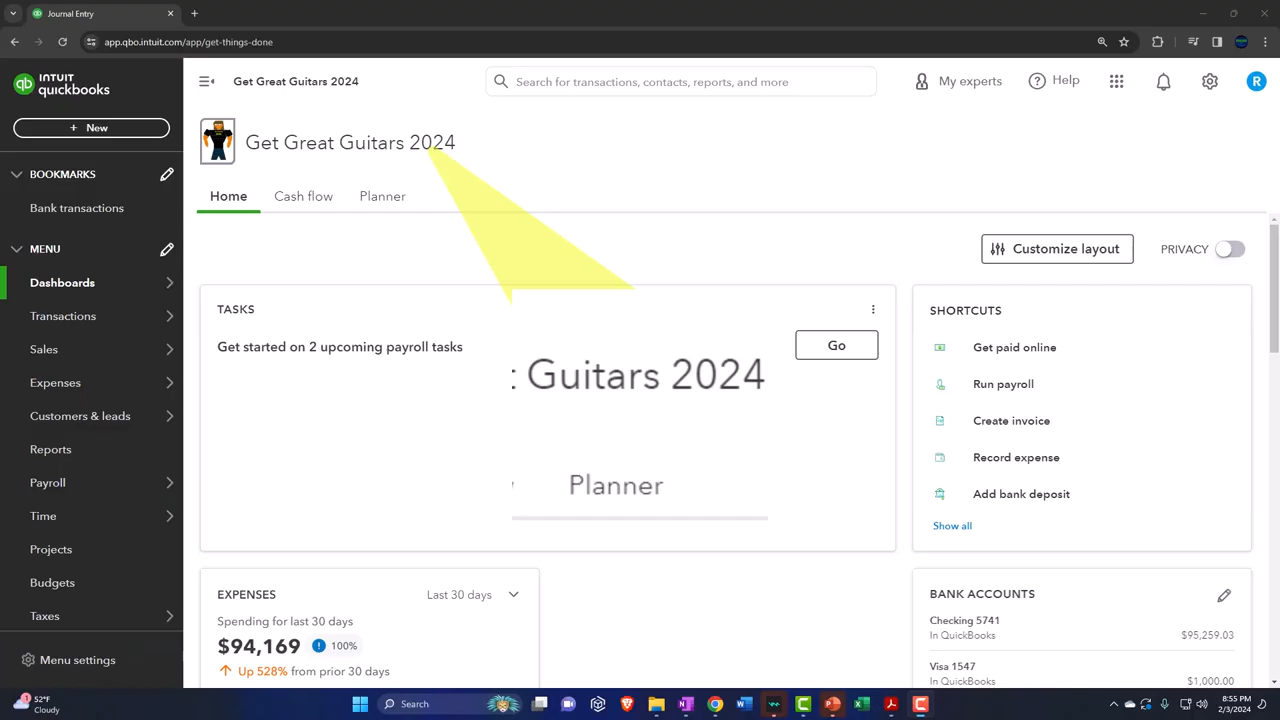 Journal Entry
app.qbo.intuit.com/app/get-things-done
INTUIT
quickbooks
Get Great Guitars 2024
Search for transactions, contacts, reports, and more
My experts
Help
R
+ New
Get Great Guitars 2024
BOOKMARKS
Bank transactions
Home
Cash flow
Planner
MENU
Dashboards
Transactions
Sales
Expenses
Customers & leads
Reports
Payroll
Time
Projects
Budgets
Taxes
Menu settings
Customize layout
PRIVACY
TASKS
Get started on 2 upcoming payroll tasks
Go
Guitars 2024
Planner
SHORTCUTS
Get paid online
Run payroll
Create invoice
Record expense
Add bank deposit
Show all
EXPENSES
Last 30 days
Spending for last 30 days
$94,169
100%
Up 528% from prior 30 days
BANK ACCOUNTS
Checking 5741
In QuickBooks
$95,259.03
Visa 1547
In QuickBooks
$1,000.00
52°F
Cloudy
Search
8:55 PM
2/3/2024